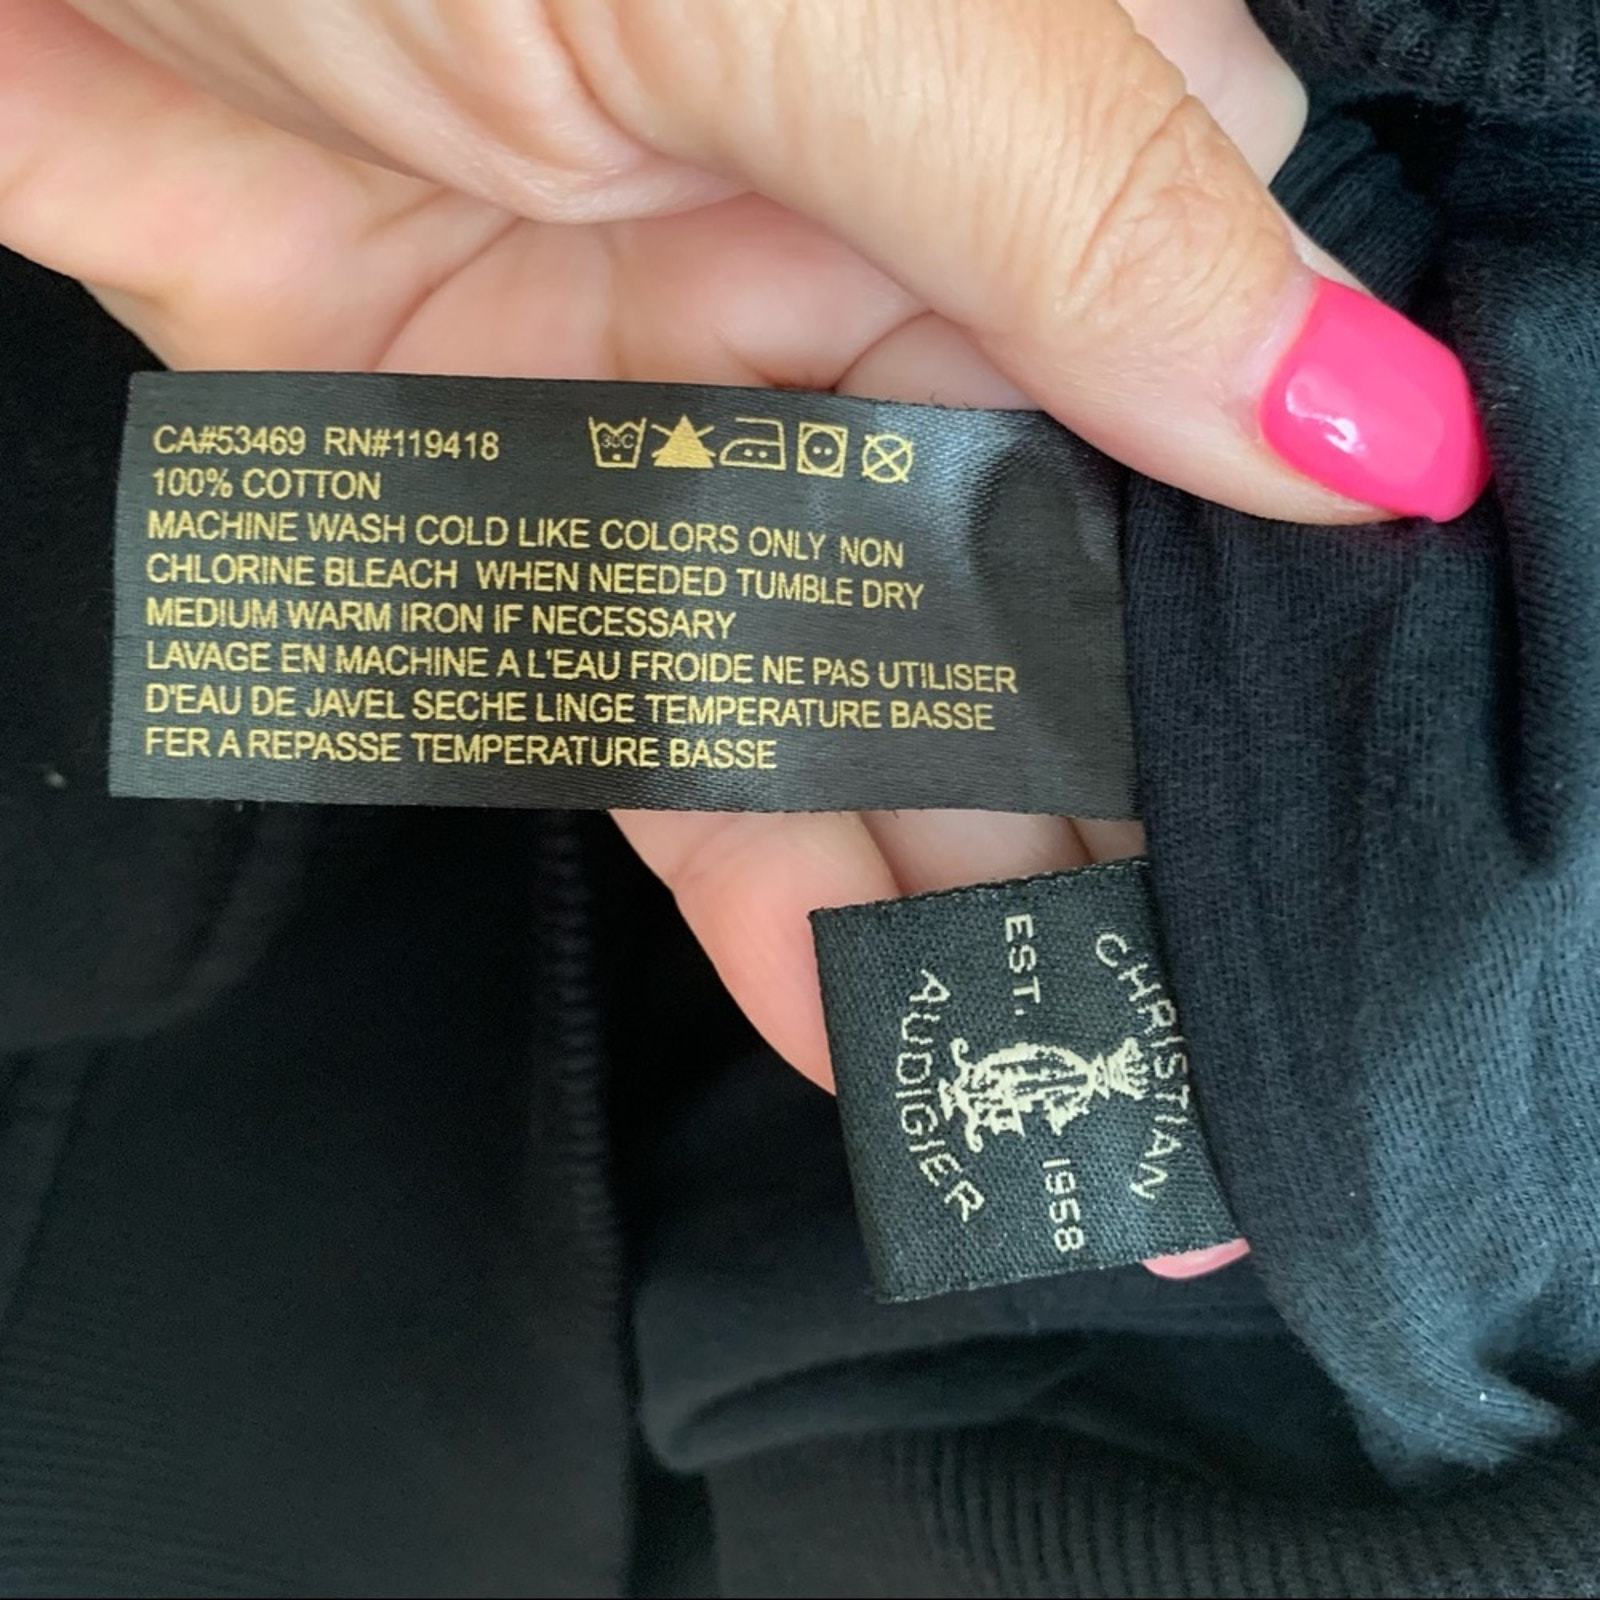 CA#53469 RN#119418 30C
100% COTTON
MACHINE WASH COLD LIKE COLORS ONLY NON
CHLORINE BLEACH WHEN NEEDED TUMBLE DRY
MEDIUM WARM IRON IF NECESSARY
LAVAGE EN MACHINE A L'EAU FROIDE NE PAS UTILISER
D'EAU DE JAVEL SECHE LINGE TEMPERATURE BASSE
FER A REPASSE TEMPERATURE BASSE
CHRISTIAN
EST. 1958
AUDIGIER